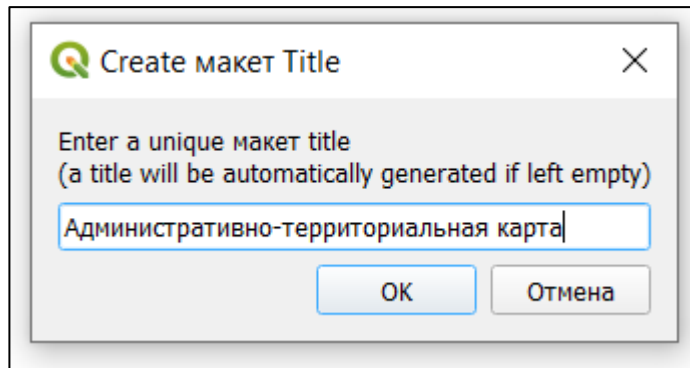 Create макет Title
Enter a unique макет title
(a title will be automatically generated if left empty)
Административно-территориальная карта
OK
Отмена